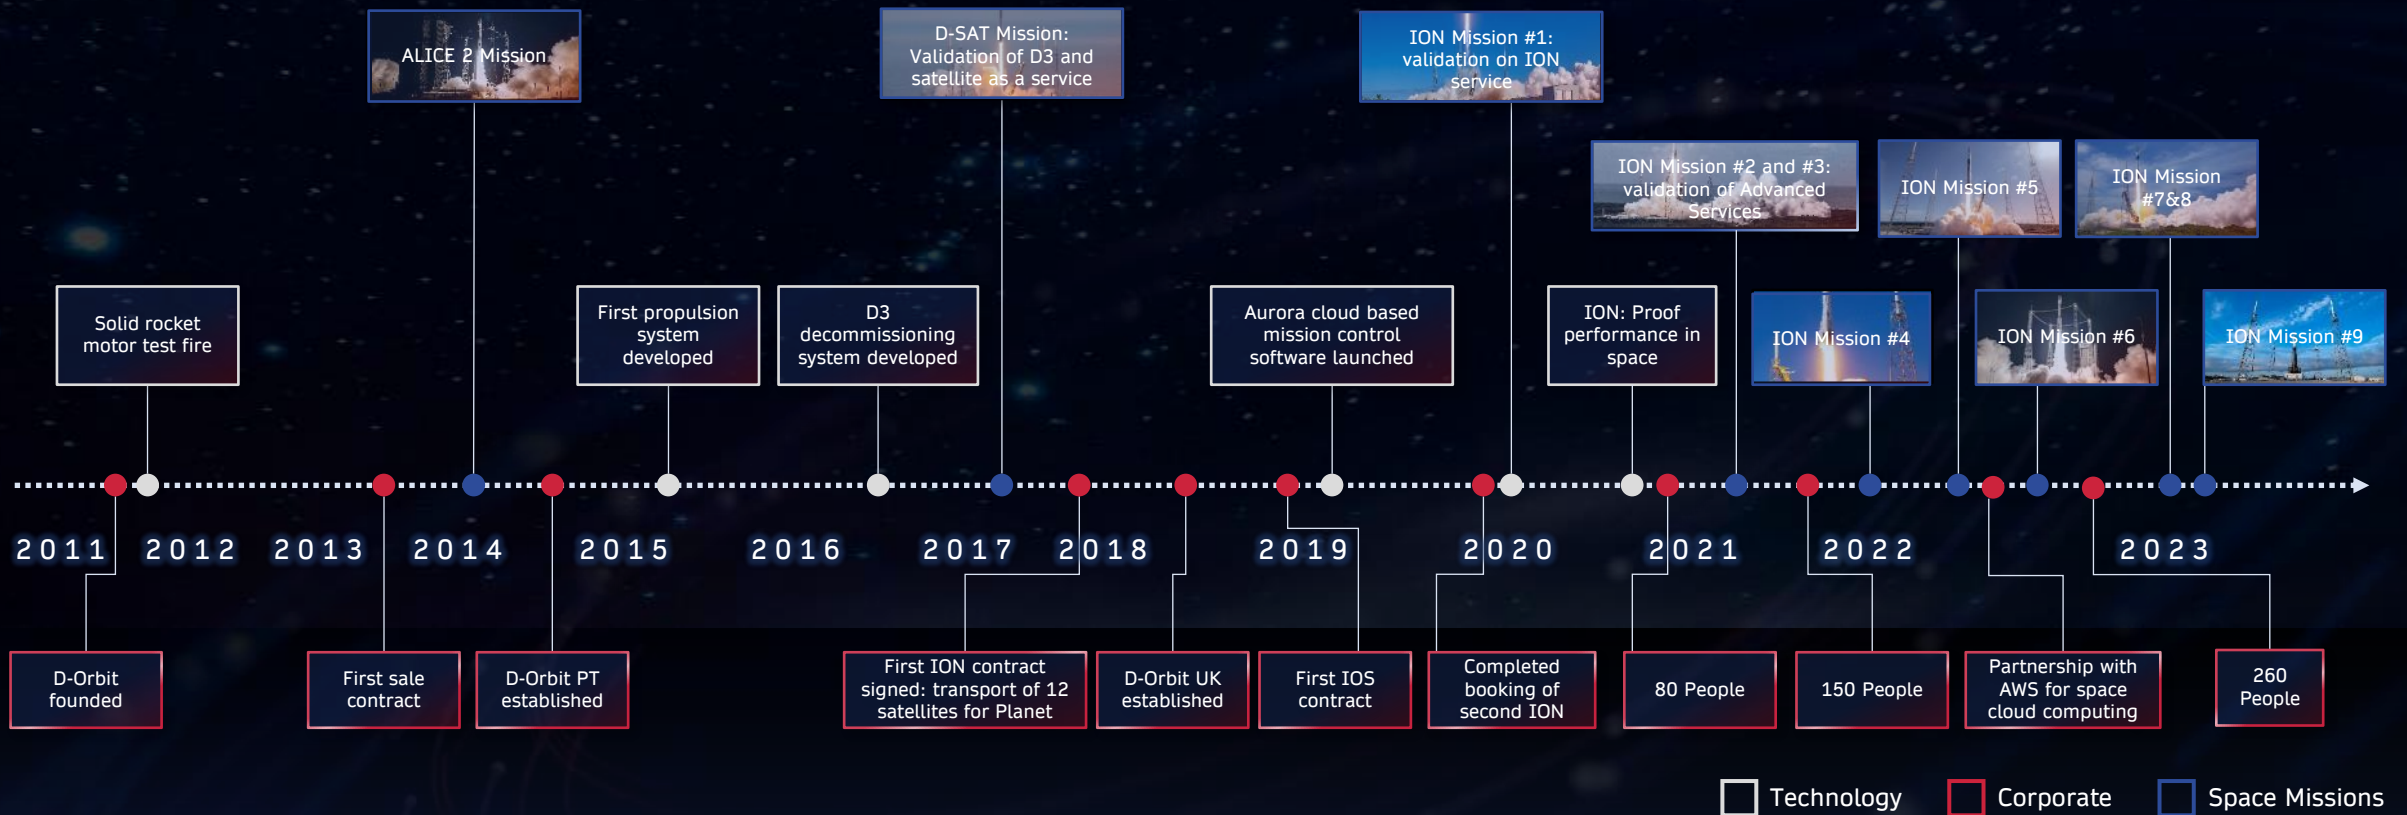 ALICE 2 Mission
D-SAT Mission:
Validation of D3 and
satellite as a service
ION Mission #1:
validation on ION
service
ION Mission #2 and #3:
validation of Advanced
Services
ION Mission #5
ION Mission
#7&8
Solid rocket
motor test fire
First propulsion
system
developed
D3
decommissioning
system developed
Aurora cloud based
mission control
software launched
ION: Proof
performance in
space
ION Mission #4
ION Mission #6
ION Mission #9
2011
2012
2013
2014
2015
2016
2017
2018
2019
2020
2021
2022
2023
D-Orbit
founded
First sale
contract
D-Orbit PT
established
First ION contract
signed: transport of 12
satellites for Planet
D-Orbit UK
established
First IOS
contract
Completed
booking of
second ION
80 People
150 People
Partnership with
AWS for space
cloud computing
260
People
Technology
Corporate
Space Missions